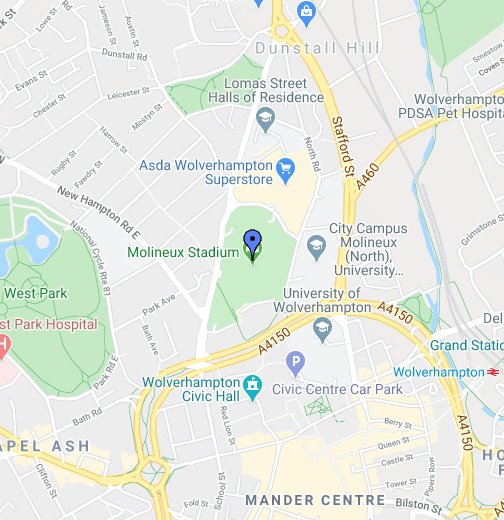 Lowe St
Red St
Jameson St
Austin St
Dunstall Rd
Dunstall Hill
Evans St
Leicester St
Chester St
Mostyn St
Lomas Street
Halls of Residence
Smestow
Coven St
Wolverhampton
PDSA Pet Hospital
Stafford St
North Rd
Harrow St
Rugby St
Fawdry St
Asda Wolverhampton
Superstore
A460
New Hampton Rd E
National Cycle Rte 81
Grimstone St
City Campus
Molineux
(North),
University...
Molineux Stadium
West Park
st Park Hospital
Park Ave
Bath Ave
Park Rd E
University of
Wolverhampton
A4150
A4150
Del
Grand Statio
Wolverhampton
Wolverhampton
Civic Hall
Civic Centre Car Park
Bath Rd
Red Lion St
A4150
Berry St
Queen St
Castle St
Tower St
Pipers Row
APEL ASH
Clifton St
School St
Fold St
MANDER CENTRE
Bilston St
HO
F